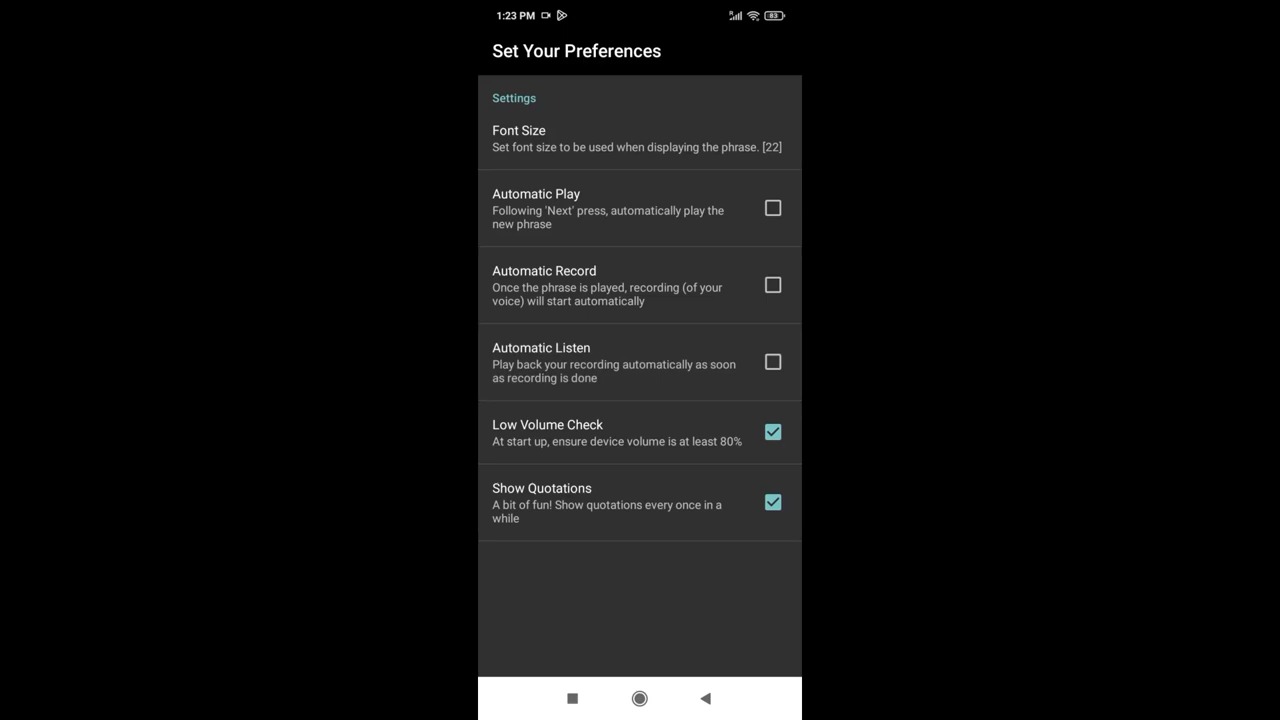 1:23 PM
83
Set Your Preferences
Settings
Font Size
Set font size to be used when displaying the phrase. [22]
Automatic Play
Following 'Next' press, automatically play the
new phrase
Automatic Record
Once the phrase is played, recording (of your
voice) will start automatically
Automatic Listen
Play back your recording automatically as soon
as recording is done
Low Volume Check
At start up, ensure device volume is at least 80%
Show Quotations
A bit of fun! Show quotations every once in a
while